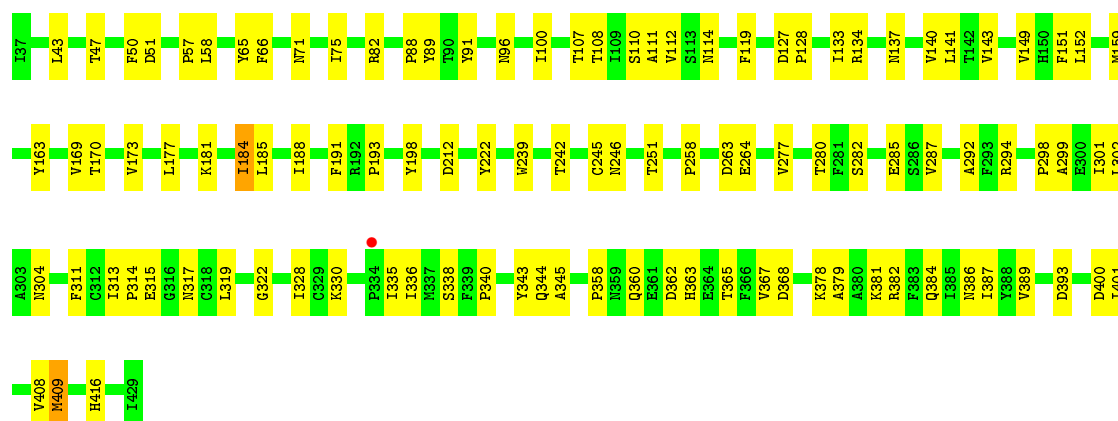 I37 L43 T47 F50 D51 P57 L58 Y65 F66 N71 I75 R82 P88 Y89 T90 Y91 N96 I100 T107 T108 I109 S110 A111 V112 S113 N114 F119 D127 P128 I133 R134 N137 V140 L141 T142 V143 V149 H150 F151 L152 M159
Y163 V169 T170 V173 L177 K181 I184 L185 I188 F191 R192 P193 Y198 D212 Y222 W239 T242 C245 N246 T251 P258 D263 E264 V277 T280 F281 S282 E285 S286 V287 A292 F293 R294 P298 A299 E300 I301 L302
A303 N304 F311 C312 I313 P314 E315 G316 N317 C318 L319 G322 I328 C329 K330 P334 I335 I336 M337 S338 F339 P340 Y343 Q344 A345 P358 N359 Q360 E361 D362 H363 E364 T365 F366 V367 D368 K378 A379 A380 K381 R382 F383 Q384 I385 N386 I387 Y388 V389 D393 D400 I401
V408 M409 H416 I429